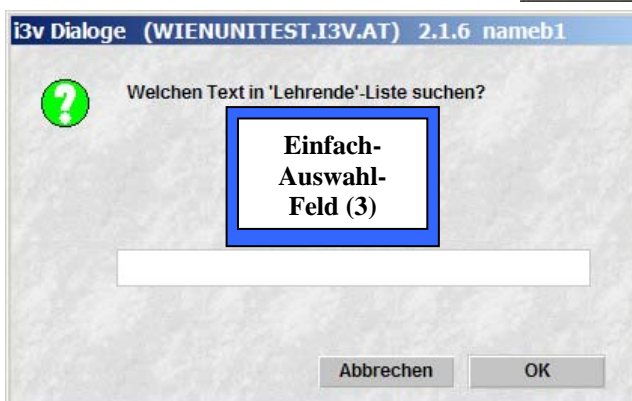 i3v Dialoge (WIENUNITEST.I3V.AT) 2.1.6 nameb1
Welchen Text in 'Lehrende'-Liste suchen?
Einfach-
Auswahl-
Feld (3)
Abbrechen OK